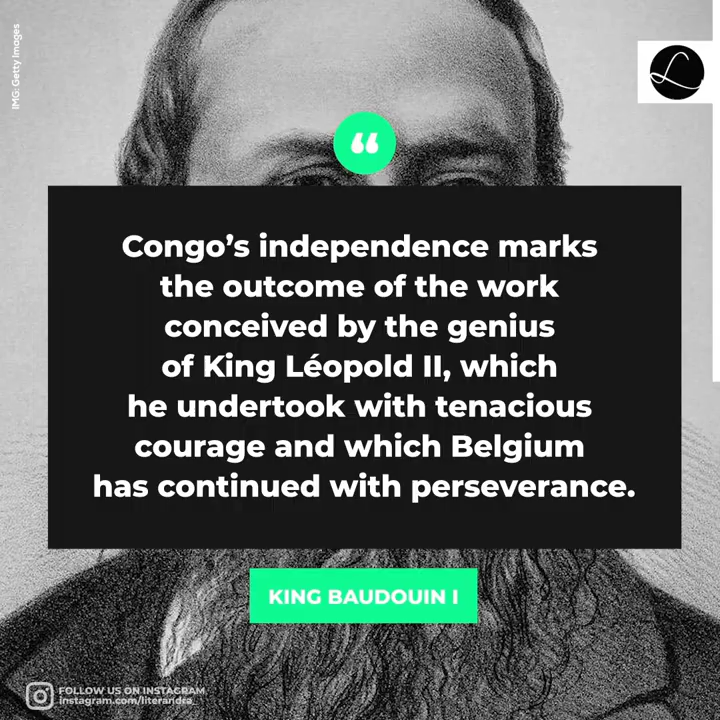 IMG: Getty Images
L
“
Congo’s independence marks
the outcome of the work
conceived by the genius
of King Léopold II, which
he undertook with tenacious
courage and which Belgium
has continued with perseverance.
KING BAUDOUIN I
FOLLOW US ON INSTAGRAM
instagram.com/literandra_